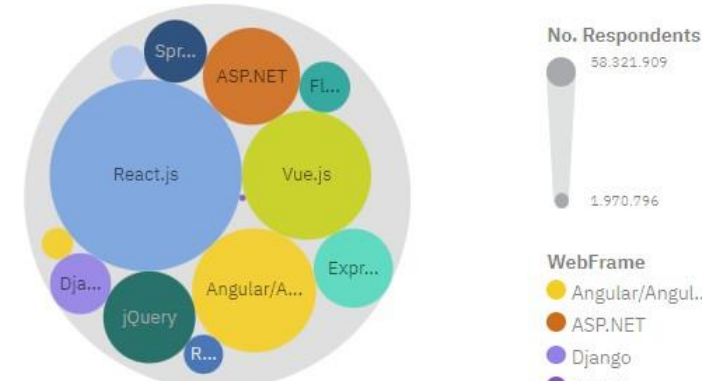 Spr...
ASP.NET
Fl...
React.js
Vue.js
Dja...
jQuery
Angular/A...
Expr...
R...
No. Respondents
58.321.909
1.970.796
WebFrame
Angular/Angul...
ASP.NET
Django